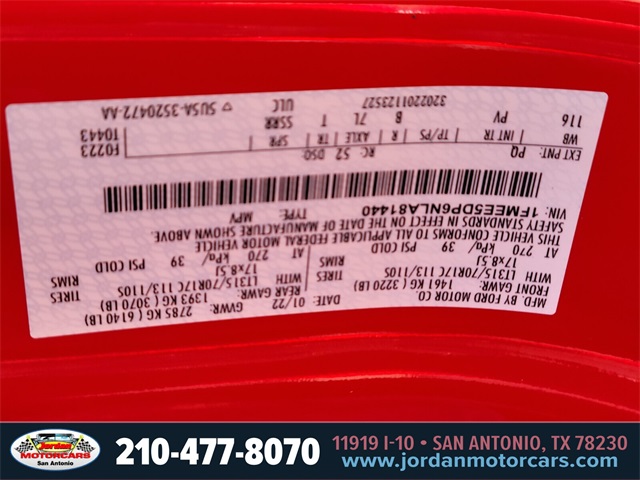 MFD. BY FORD MOTOR CO.
DATE: 01/22 GVWR: 2785 KG ( 6140 LB)
FRONT GAWR: 1461 KG ( 3220 LB) REAR GAWR: 1393 KG ( 3070 LB)
WITH LT315/70R17C 113/110S TIRES WITH LT315/70R17C 113/110S TIRES
17x8.5J RIMS 17x8.5J RIMS
AT 270 kPa/ 39 PSI COLD AT 270 kPa/ 39 PSI COLD
THIS VEHICLE CONFORMS TO ALL APPLICABLE FEDERAL MOTOR VEHICLE
SAFETY STANDARDS IN EFFECT ON THE DATE OF MANUFACTURE SHOWN ABOVE.
VIN: 1FMEE5DP6NLA81440 TYPE: MPV
EXT PNT: PQ RC: 52 DSO: F0223
WB INT TR TP/PS R AXLE TR SPR T0443
116 PV B 7L T SSRR
3202201123527 ULC SUSA-3520472-AA
Jordan
MOTORCARS
San Antonio
210-477-8070
11919 I-10 • SAN ANTONIO, TX 78230
www.jordanmotorcars.com